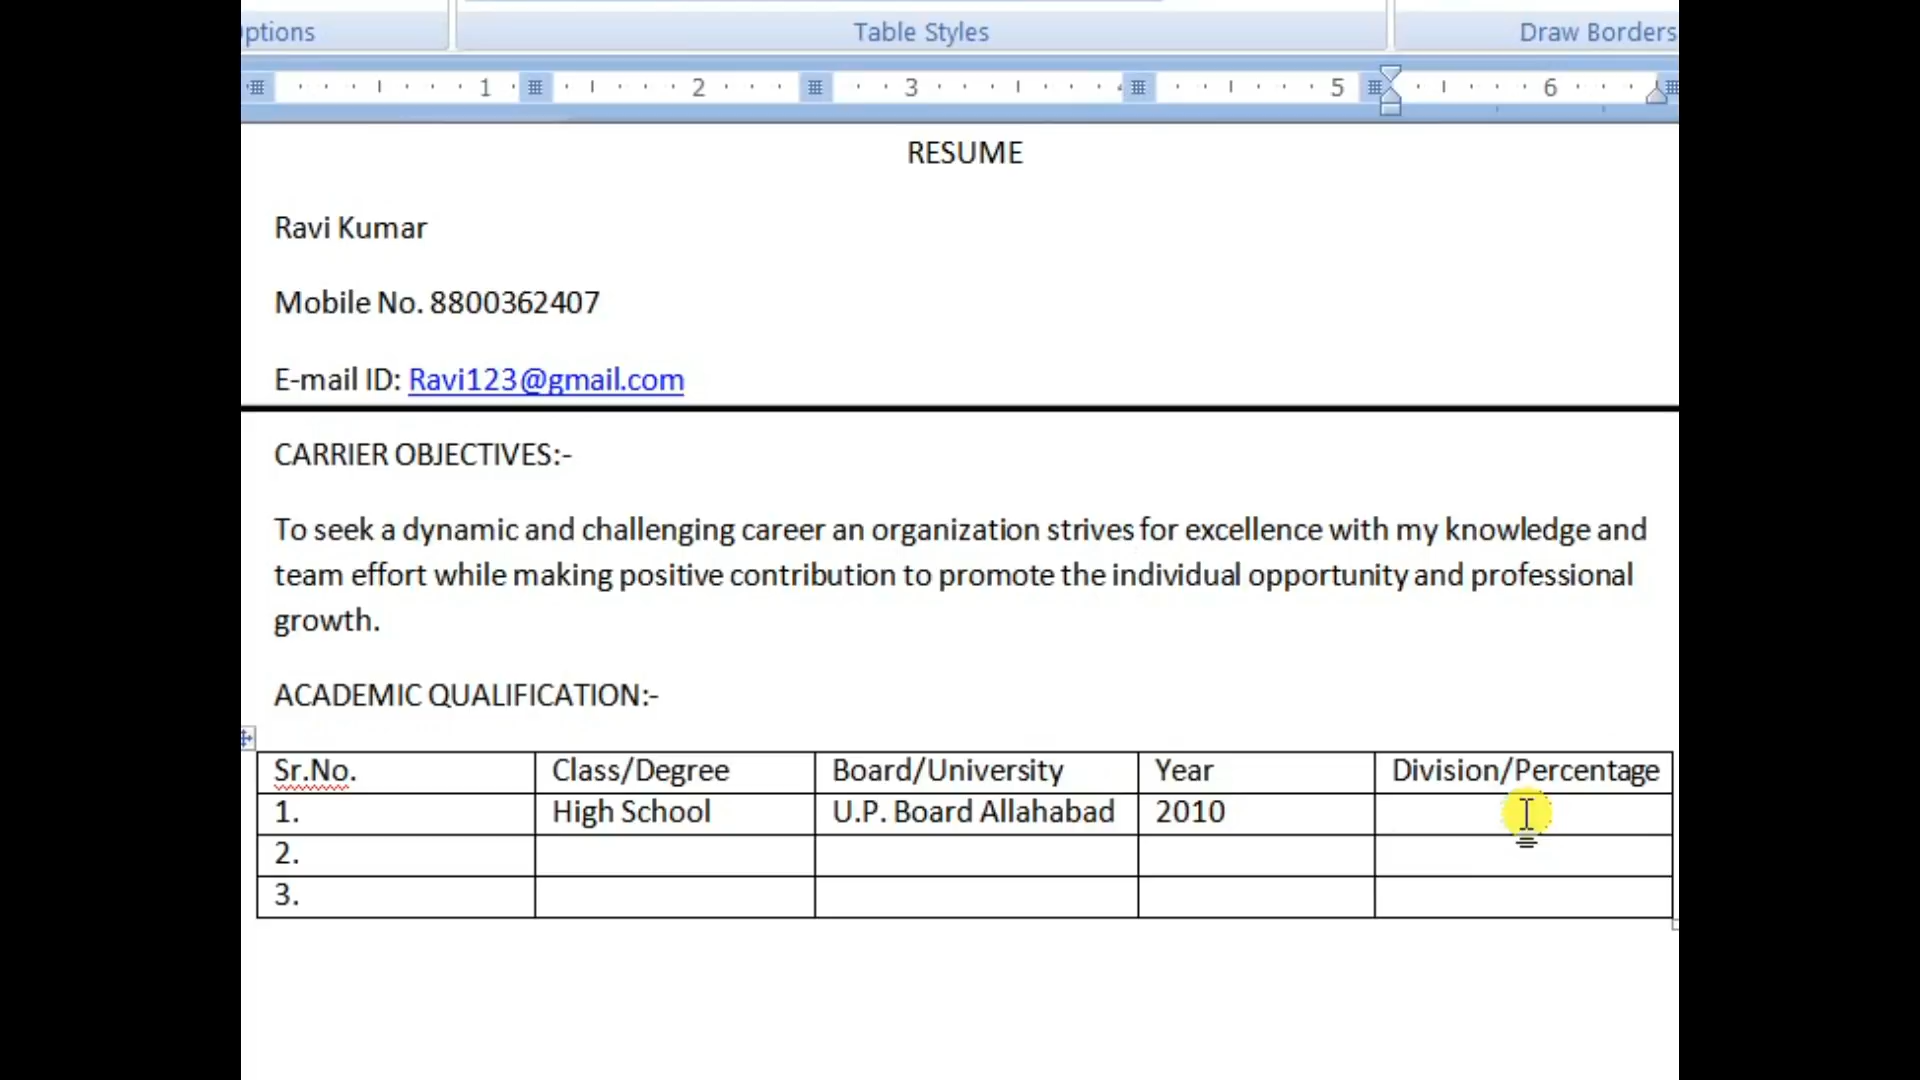 Table Styles
Draw Borders
1 2 3 5 6
RESUME
Ravi Kumar
Mobile No. 8800362407
E-mail ID: Ravi123@gmail.com
CARRIER OBJECTIVES:-
To seek a dynamic and challenging career an organization strives for excellence with my knowledge and
team effort while making positive contribution to promote the individual opportunity and professional
growth.
ACADEMIC QUALIFICATION:-
Sr.No. Class/Degree Board/University Year Division/Percentage
1. High School U.P. Board Allahabad 2010
2.
3.